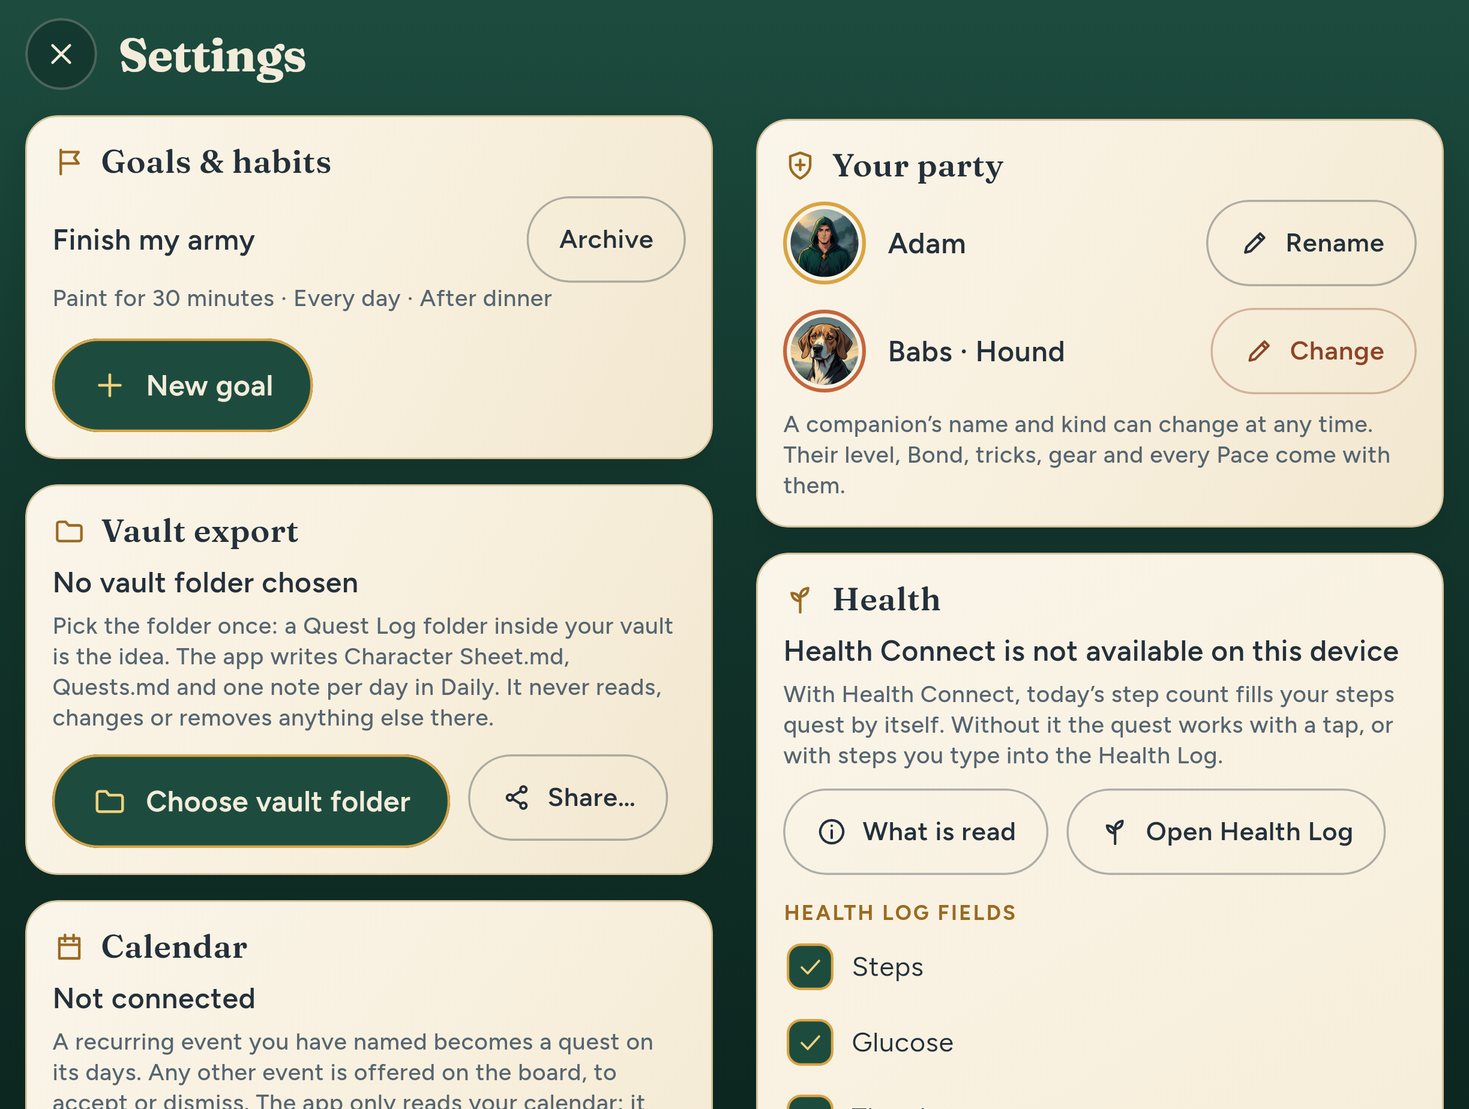 Settings
Goals & habits
Finish my army
Archive
Paint for 30 minutes · Every day · After dinner
New goal
Vault export
No vault folder chosen
Pick the folder once: a Quest Log folder inside your vault
is the idea. The app writes Character Sheet.md,
Quests.md and one note per day in Daily. It never reads,
changes or removes anything else there.
Choose vault folder
Share...
Calendar
Not connected
A recurring event you have named becomes a quest on
its days. Any other event is offered on the board, to
accept or dismiss. The app only reads your calendar; it
Your party
Adam
Rename
Babs · Hound
Change
A companion’s name and kind can change at any time.
Their level, Bond, tricks, gear and every Pace come with
them.
Health
Health Connect is not available on this device
With Health Connect, today’s step count fills your steps
quest by itself. Without it the quest works with a tap, or
with steps you type into the Health Log.
What is read
Open Health Log
HEALTH LOG FIELDS
Steps
Glucose